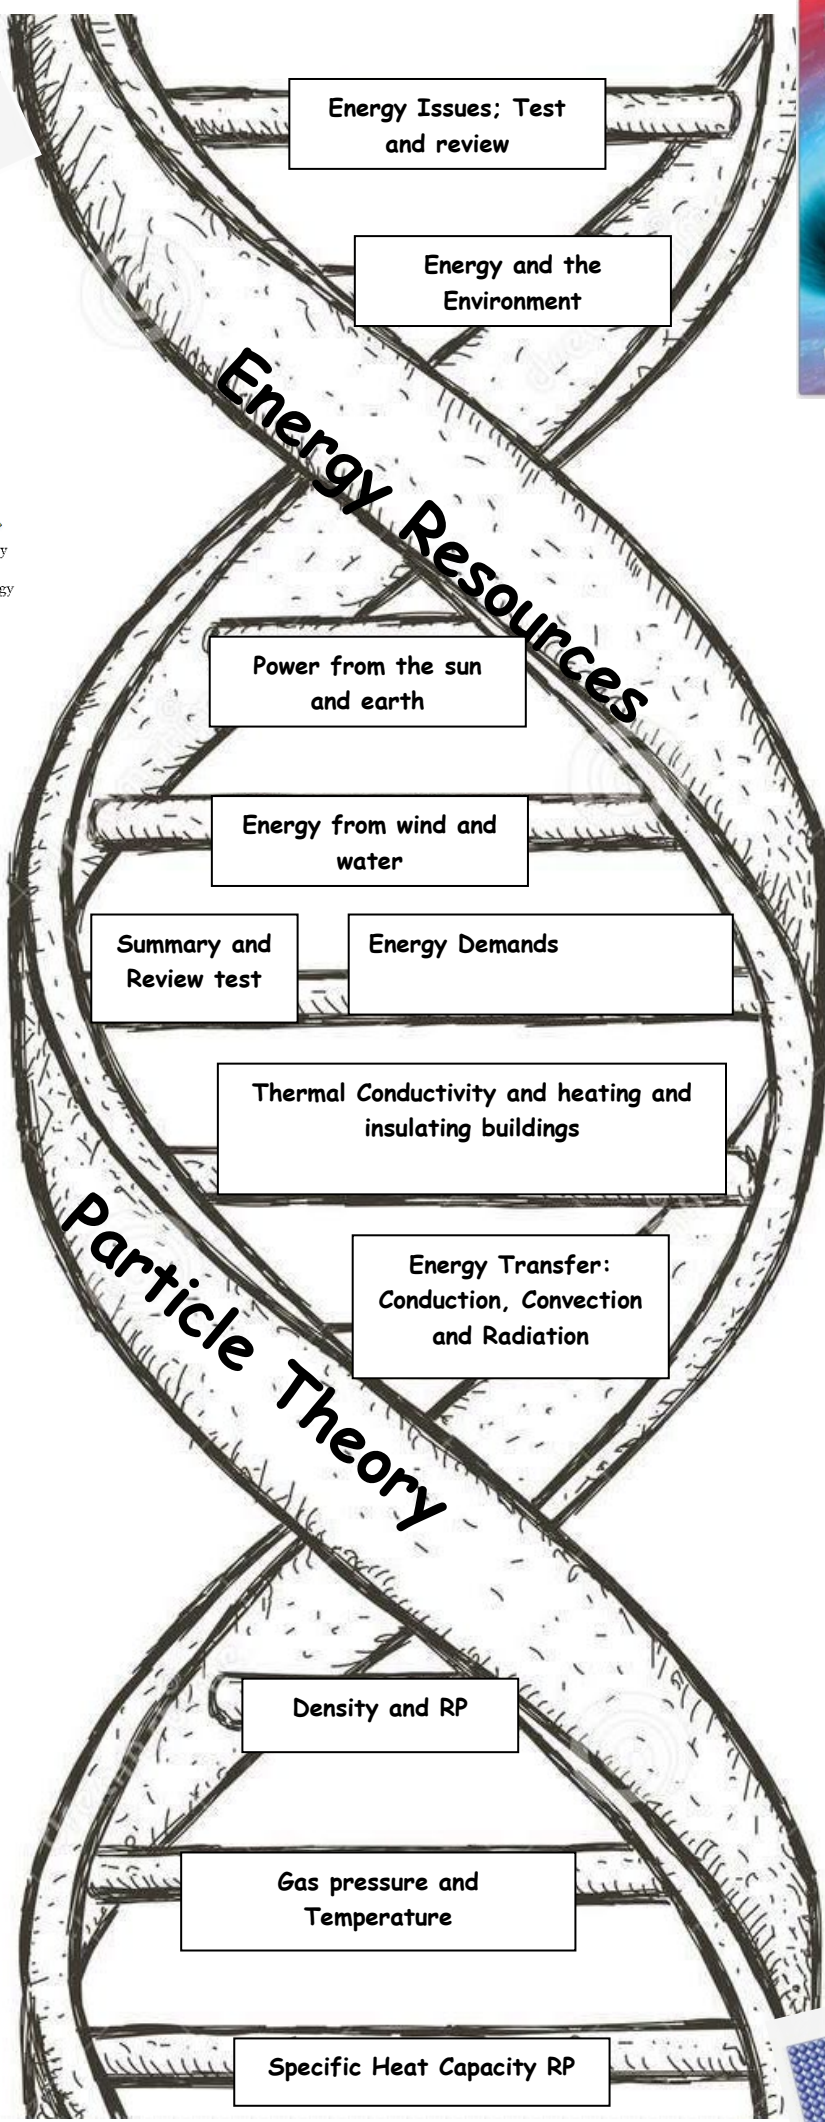 Energy Issues; Test
and review
Energy and the
Environment
Energy Resources
y
gy
Power from the sun
and earth
Energy from wind and
water
Summary and
Review test
Energy Demands
Thermal Conductivity and heating and
insulating buildings
Energy Transfer:
Conduction, Convection
and Radiation
Particle Theory
Density and RP
Gas pressure and
Temperature
Specific Heat Capacity RP